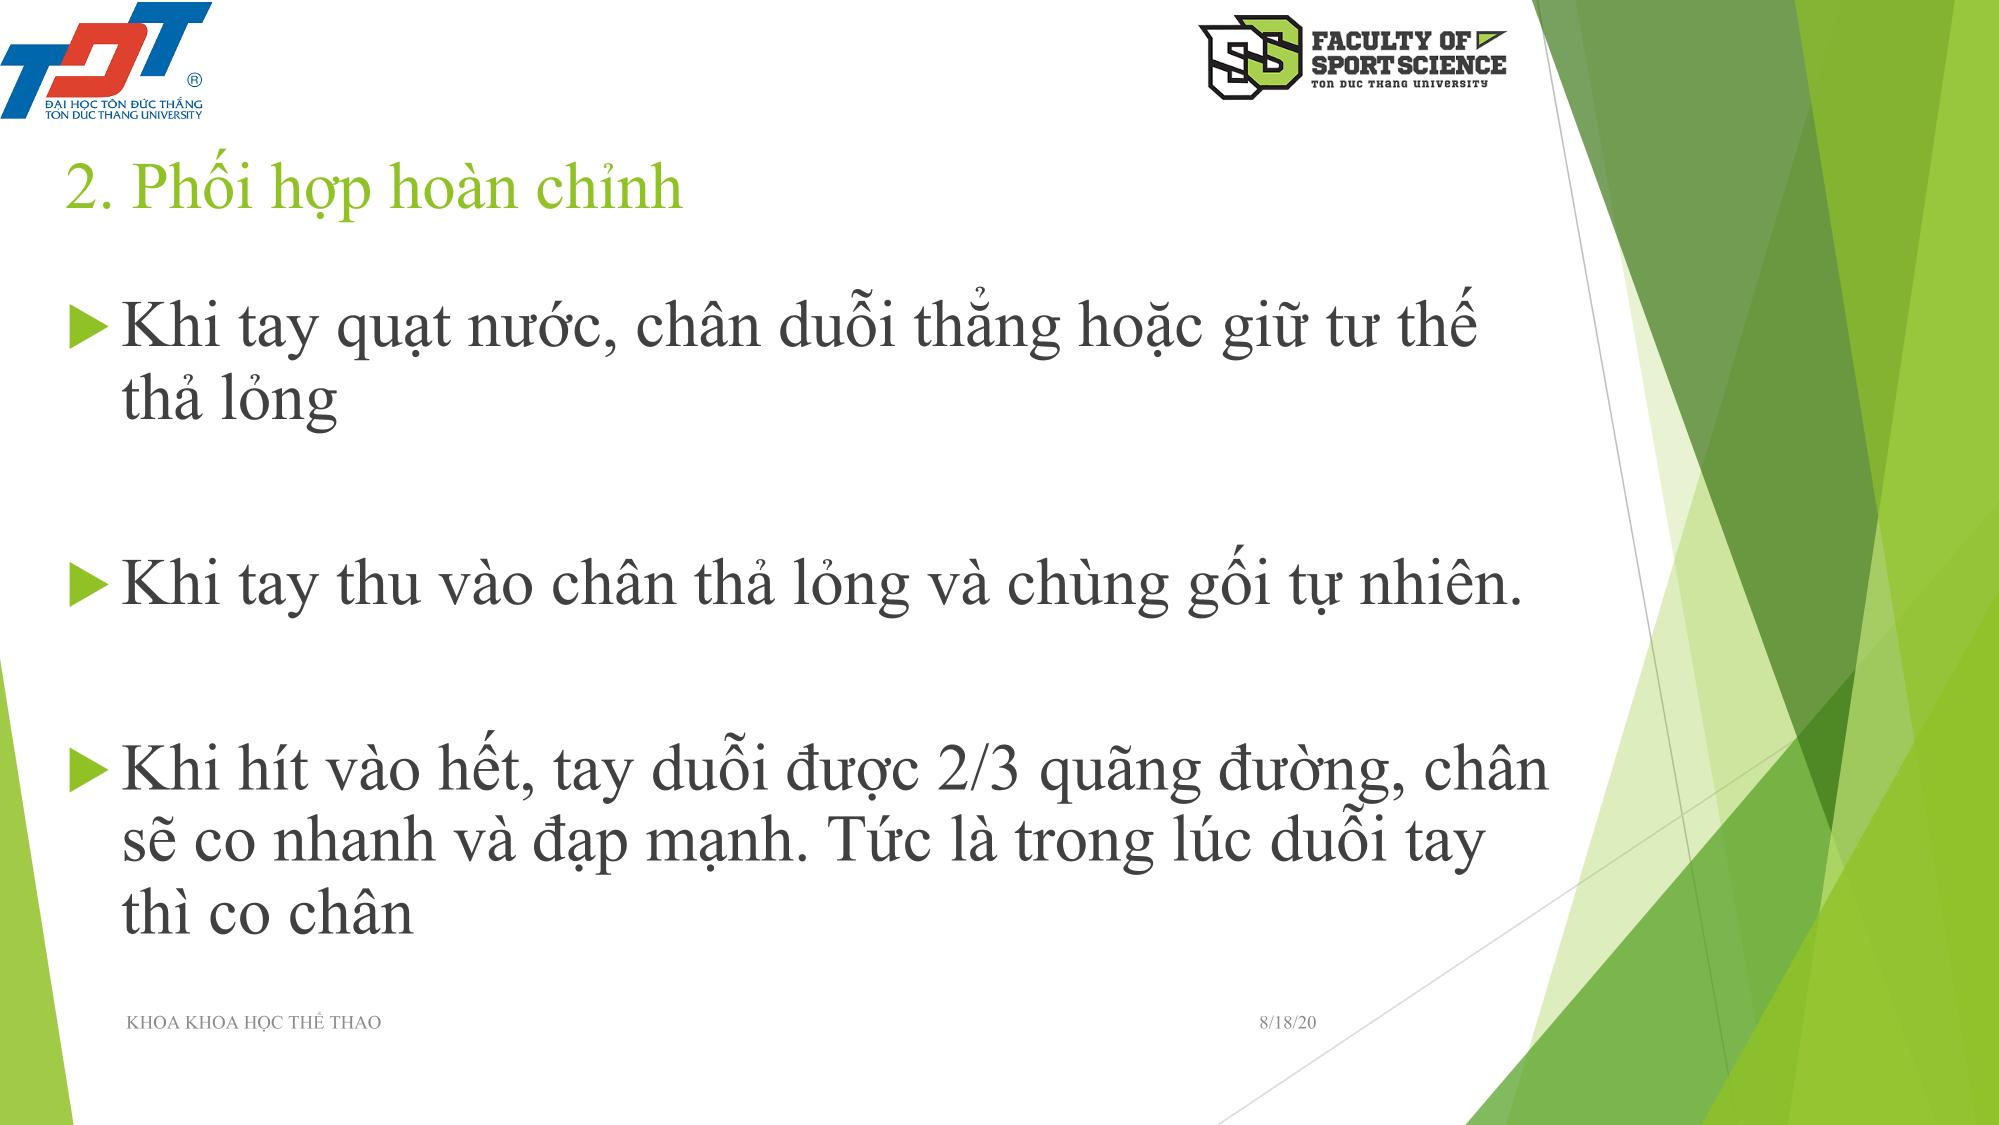 TDT
®
ĐẠI HỌC TÔN ĐỨC THẮNG
TON DUC THANG UNIVERSITY
SS
FACULTY OF
SPORT SCIENCE
TON DUC THANG UNIVERSITY
2. Phối hợp hoàn chỉnh
Khi tay quạt nước, chân duỗi thẳng hoặc giữ tư thế
thả lỏng
Khi tay thu vào chân thả lỏng và chùng gối tự nhiên.
Khi hít vào hết, tay duỗi được 2/3 quãng đường, chân
sẽ co nhanh và đạp mạnh. Tức là trong lúc duỗi tay
thì co chân
KHOA KHOA HỌC THỂ THAO
8/18/20